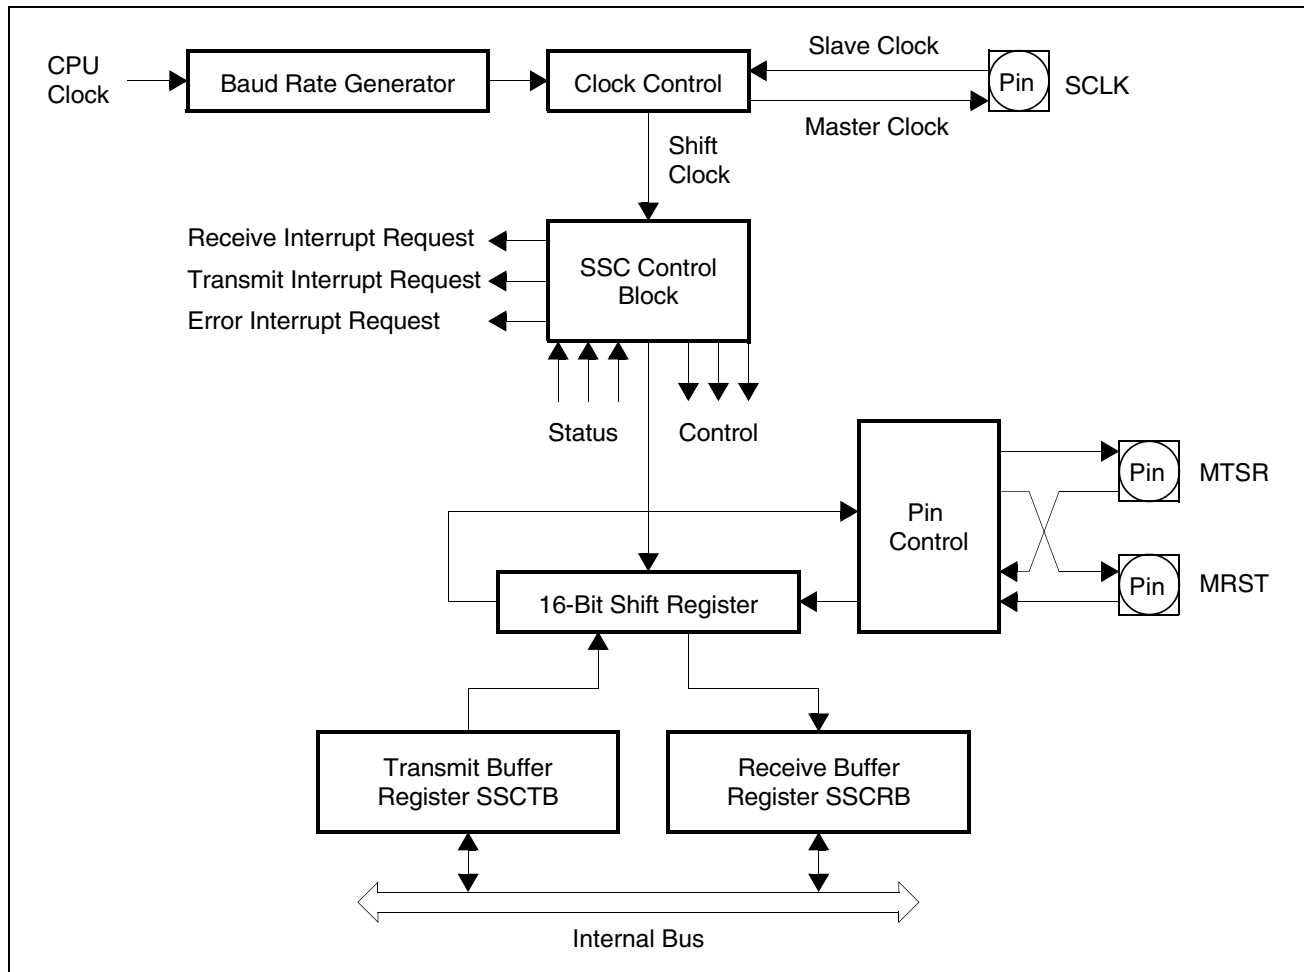 CPU
Clock
Baud Rate Generator
Clock Control
Slave Clock
Master Clock
Pin
SCLK
Shift
Clock
Receive Interrupt Request
Transmit Interrupt Request
Error Interrupt Request
SSC Control
Block
Status
Control
Pin
Control
Pin
MTSR
Pin
MRST
16-Bit Shift Register
Transmit Buffer
Register SSCTB
Receive Buffer
Register SSCRB
Internal Bus